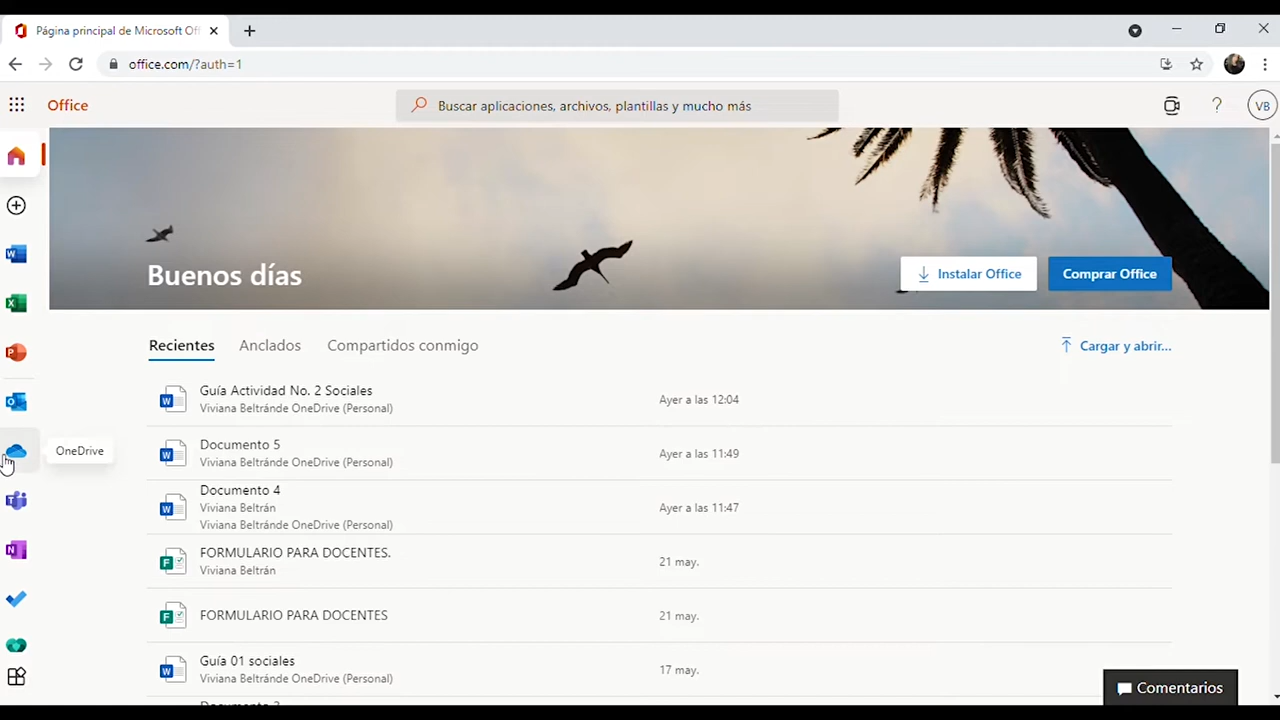 Página principal de Microsoft Off
office.com/?auth=1
Office
Buscar aplicaciones, archivos, plantillas y mucho más
?
VB
Buenos días
Instalar Office
Comprar Office
Recientes
Anclados
Compartidos conmigo
Cargar y abrir...
Guía Actividad No. 2 Sociales
Viviana Beltránde OneDrive (Personal)
Ayer a las 12:04
OneDrive
Documento 5
Viviana Beltránde OneDrive (Personal)
Ayer a las 11:49
Documento 4
Viviana Beltrán
Viviana Beltránde OneDrive (Personal)
Ayer a las 11:47
FORMULARIO PARA DOCENTES.
Viviana Beltrán
21 may.
FORMULARIO PARA DOCENTES
21 may.
Guía 01 sociales
Viviana Beltránde OneDrive (Personal)
17 may.
Comentarios